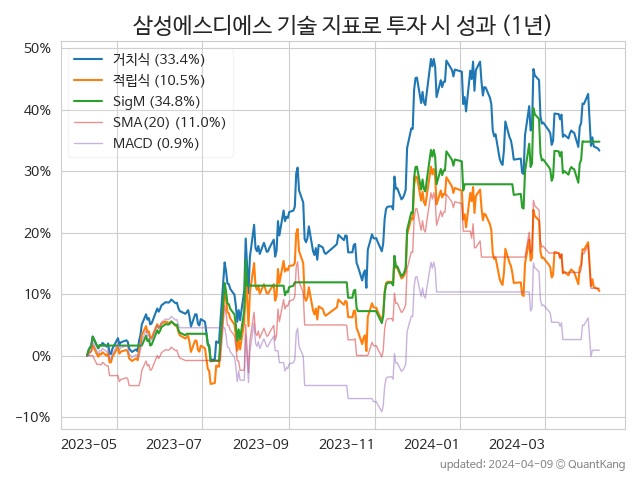 삼성에스디에스 기술 지표로 투자 시 성과 (1년)
50%
40%
30%
20%
10%
0%
−10%
거치식 (33.4%)
적립식 (10.5%)
SigM (34.8%)
SMA(20) (11.0%)
MACD (0.9%)
2023-05 2023-07 2023-09 2023-11 2024-01 2024-03
updated: 2024-04-09 © QuantKang